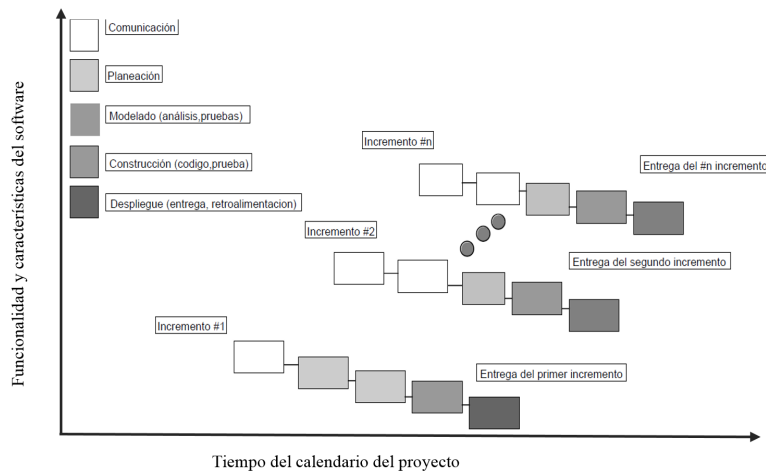 Comunicación
Planeación
Modelado (análisis,pruebas)
Construcción (codigo,prueba)
Despliegue (entrega, retroalimentacion)
Incremento #n
Entrega del #n incremento
Incremento #2
Entrega del segundo incremento
Incremento #1
Entrega del primer incremento
Funcionalidad y características del software
Tiempo del calendario del proyecto